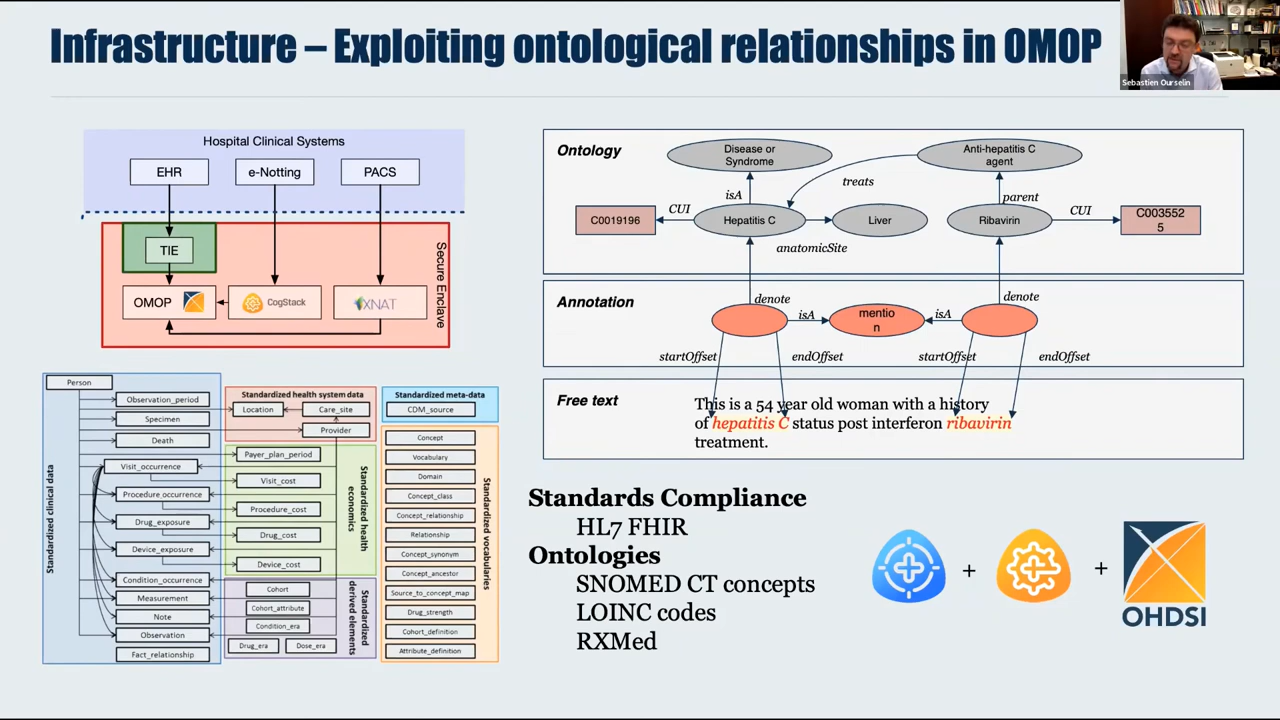 Infrastructure – Exploiting ontological relationships in OMOP
Sebastien Ourselin
Hospital Clinical Systems
EHR
e-Notting
PACS
TIE
OMOP
CogStack
XNAT
Secure Enclave
Ontology
Disease or
Syndrome
Anti-hepatitis C
agent
treats
isA
parent
C0019196
CUI
Hepatitis C
Liver
Ribavirin
CUI
C003552
5
anatomicSite
Annotation
denote
denote
isA
mentio
n
isA
startOffset
endOffset
startOffset
endOffset
Free text
This is a 54 year old woman with a history
of hepatitis C status post interferon ribavirin
treatment.
Standardized clinical data
Person
Observation_period
Specimen
Death
Visit_occurrence
Procedure_occurrence
Drug_exposure
Device_exposure
Condition_occurrence
Measurement
Note
Observation
Fact_relationship
Standardized health system data
Location
Care_site
Provider
Payer_plan_period
Visit_cost
Procedure_cost
Drug_cost
Device_cost
Standardized health
economics
Cohort
Cohort_attribute
Condition_era
Drug_era
Dose_era
Standardized
derived elements
Standardized meta-data
CDM_source
Concept
Vocabulary
Domain
Concept_class
Concept_relationship
Relationship
Concept_synonym
Concept_ancestor
Source_to_concept_map
Drug_strength
Cohort_definition
Attribute_definition
Standardized vocabularies
Standards Compliance
HL7 FHIR
Ontologies
SNOMED CT concepts
LOINC codes
RXMed
+
+
OHDSI